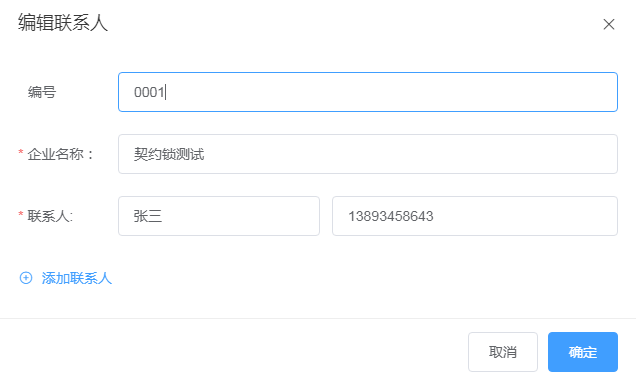 编辑联系人
编号 0001
* 企业名称： 契约锁测试
* 联系人: 张三 13893458643
添加联系人
取消 确定